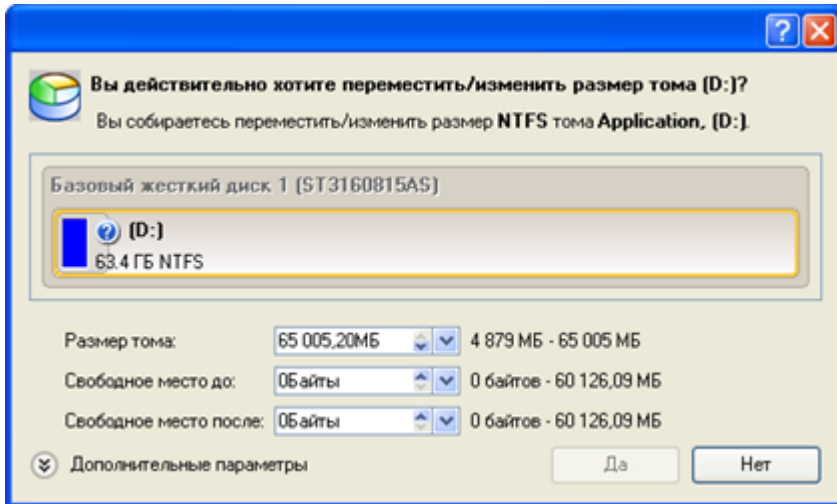 Вы действительно хотите переместить/изменить размер тома (D:)?
Вы собираетесь переместить/изменить размер NTFS тома Application, (D:).
Базовый жесткий диск 1 (ST3160815AS)
(D:)
63.4 ГБ NTFS
Размер тома: 65 005,20МБ 4 879 МБ - 65 005 МБ
Свободное место до: 0Байты 0 байтов - 60 126,09 МБ
Свободное место после: 0Байты 0 байтов - 60 126,09 МБ
Дополнительные параметры Да Нет